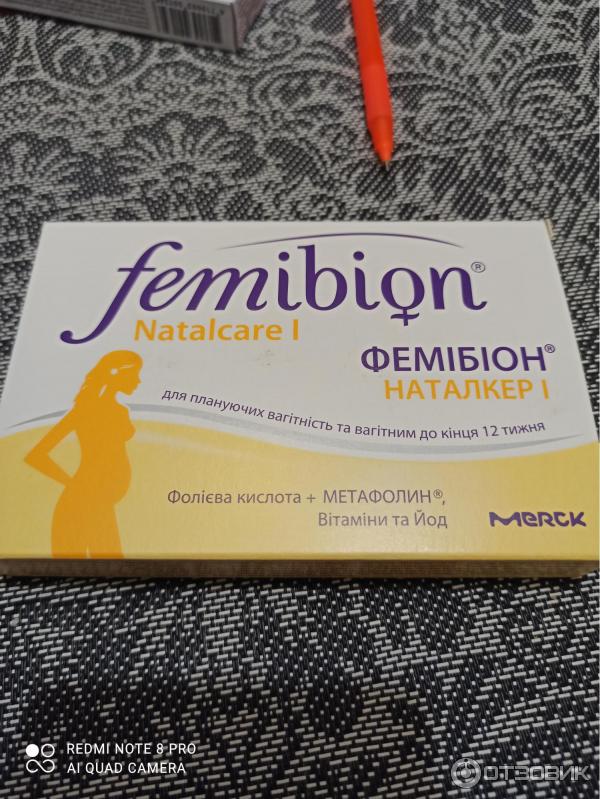 femibion®
Natalcare I
ФЕМІБІОН®
НАТАЛКЕР І
для плануючих вагітність та вагітним до кінця 12 тижня
Фолієва кислота + МЕТАФОЛИН®,
Вітаміни та Йод
Merck
REDMI NOTE 8 PRO
AI QUAD CAMERA
ОТЗОВИК